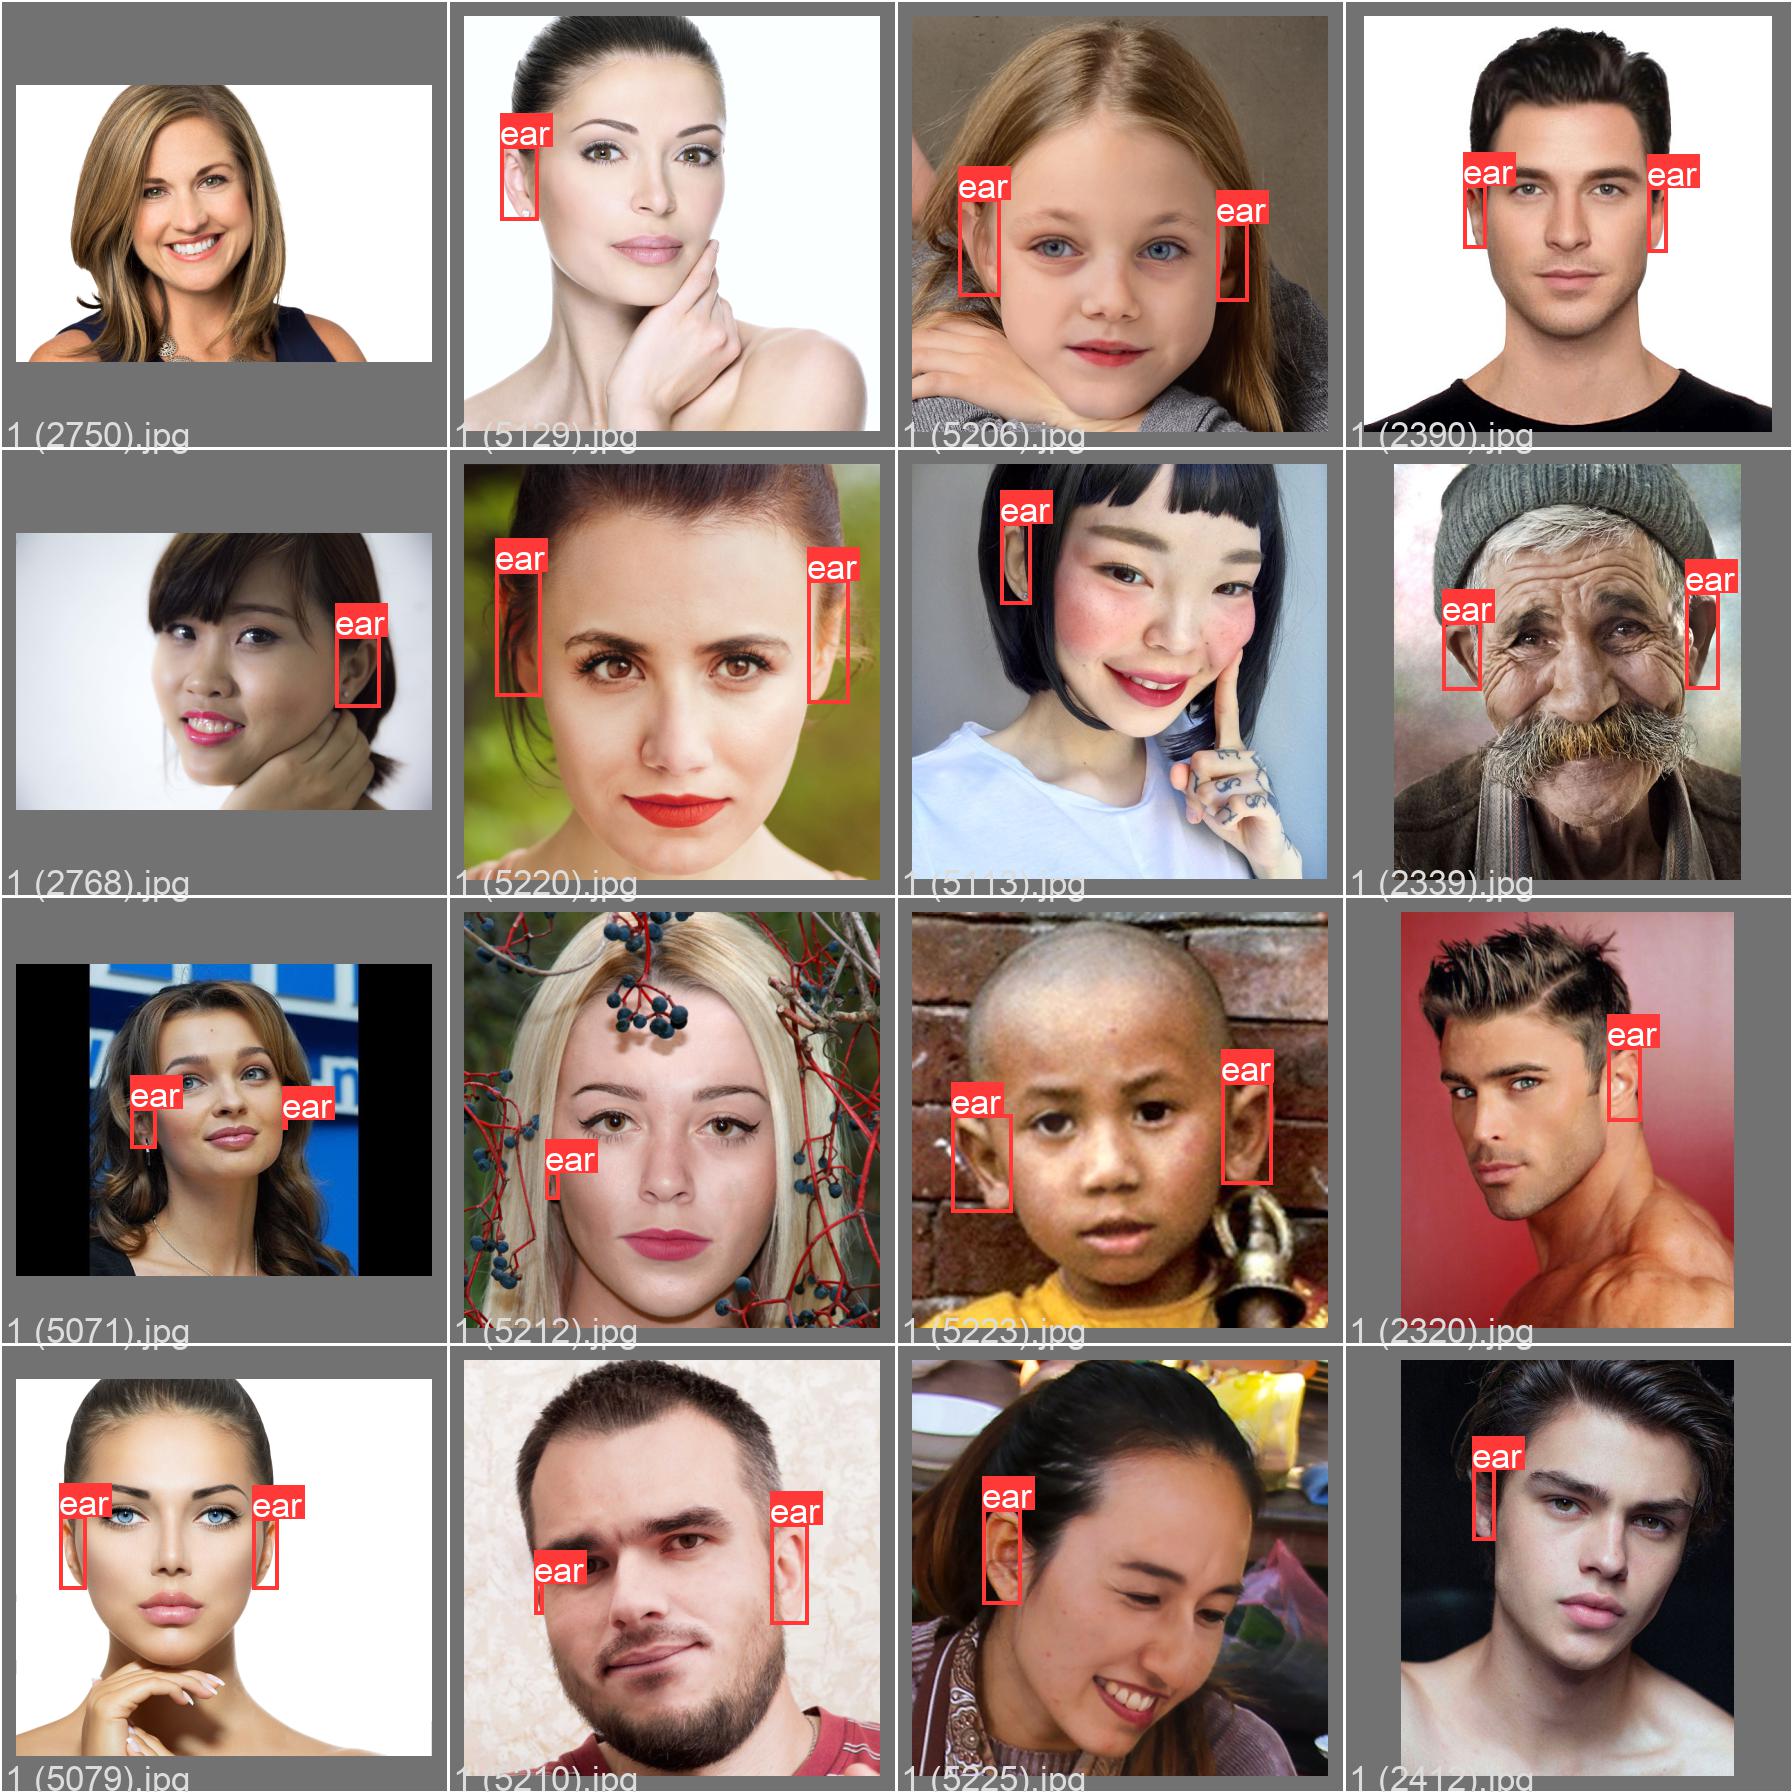 1 (2750).jpg
ear
1 (5129).jpg
ear
ear
1 (5206).jpg
ear
ear
1 (2390).jpg
ear
1 (2768).jpg
ear
ear
1 (5220).jpg
ear
1 (5113).jpg
ear
ear
1 (2339).jpg
ear
ear
1 (5071).jpg
ear
1 (5212).jpg
ear
ear
1 (5223).jpg
ear
1 (2320).jpg
ear
ear
1 (5079).jpg
ear
ear
1 (5210).jpg
ear
1 (5225).jpg
ear
1 (2412).jpg